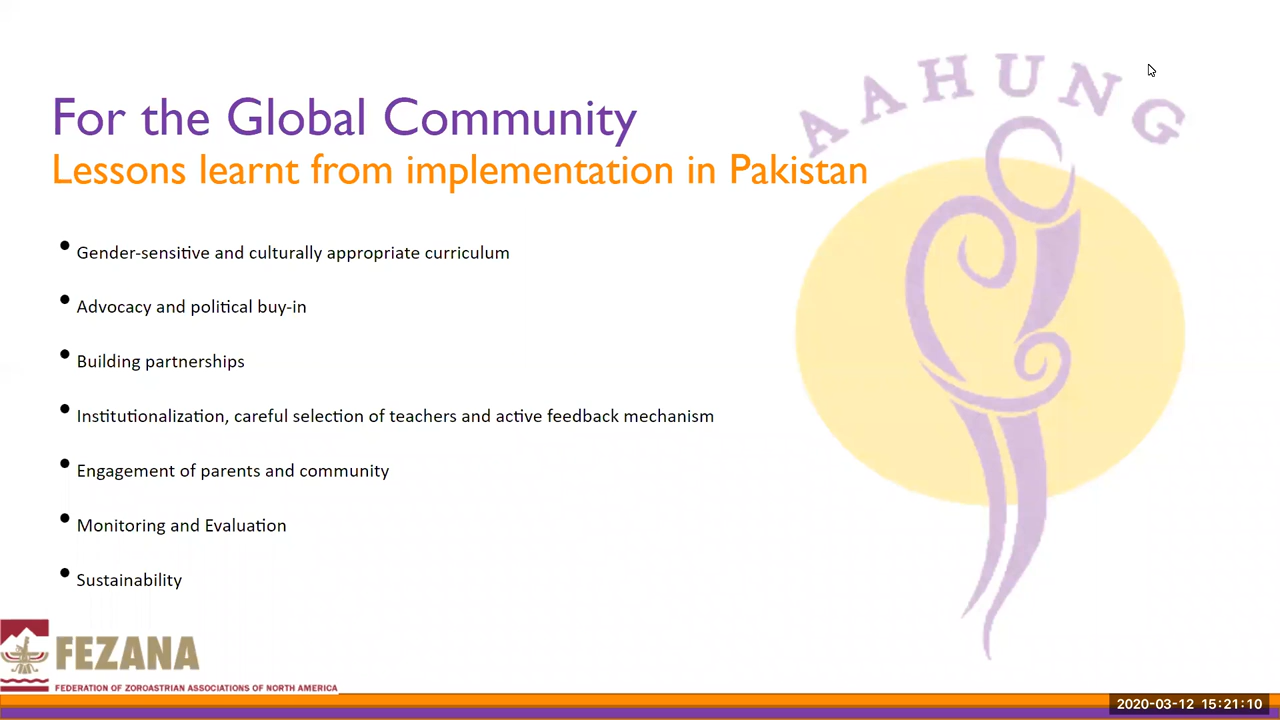 AAHUNG
For the Global Community
Lessons learnt from implementation in Pakistan
• Gender-sensitive and culturally appropriate curriculum
• Advocacy and political buy-in
• Building partnerships
• Institutionalization, careful selection of teachers and active feedback mechanism
• Engagement of parents and community
• Monitoring and Evaluation
• Sustainability
FEZANA
FEDERATION OF ZOROASTRIAN ASSOCIATIONS OF NORTH AMERICA
2020-03-12 15:21:10